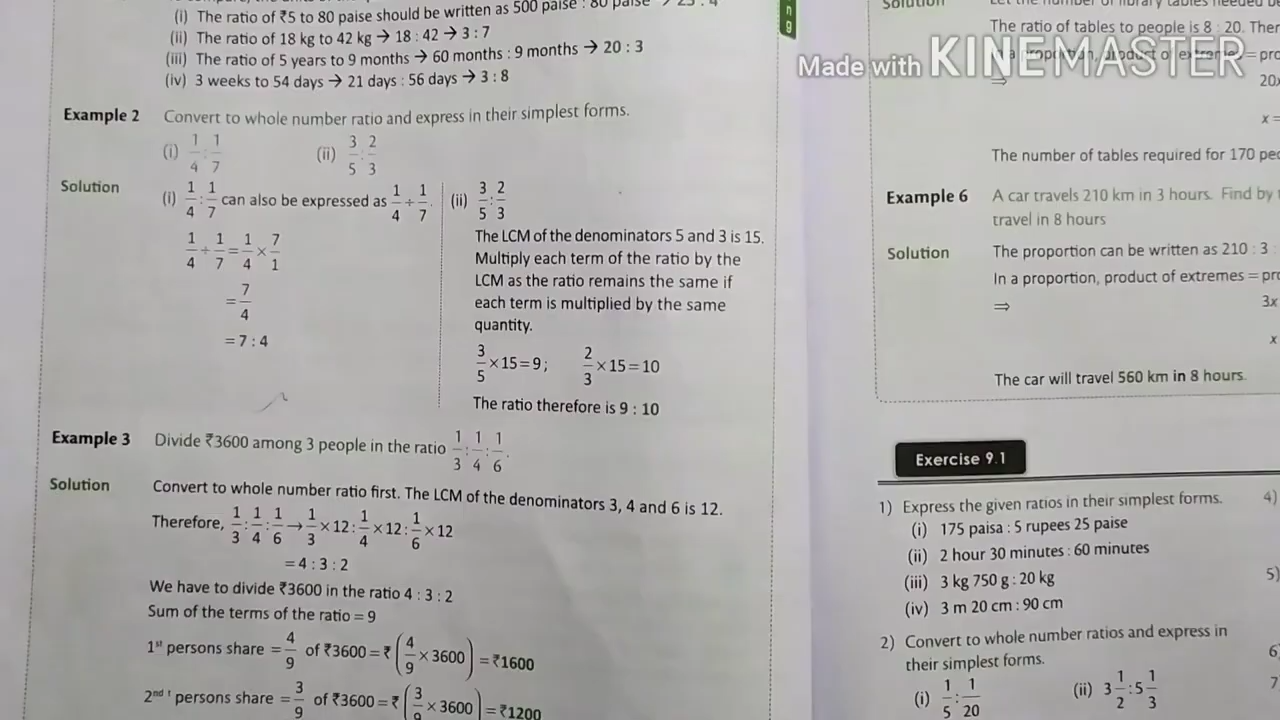 (i) The ratio of ₹5 to 80 paise should be written as 500 paise : 80 paise → 25 : 4
(ii) The ratio of 18 kg to 42 kg → 18 : 42 → 3 : 7
(iii) The ratio of 5 years to 9 months → 60 months : 9 months → 20 : 3
(iv) 3 weeks to 54 days → 21 days : 56 days → 3 : 8
Example 2 Convert to whole number ratio and express in their simplest forms.
(i) 1/4 : 1/7 (ii) 3/5 : 2/3
Solution (i) 1/4 : 1/7 can also be expressed as 1/4 ÷ 1/7.
1/4 ÷ 1/7 = 1/4 × 7/1
= 7/4
= 7 : 4
(ii) 3/5 : 2/3
The LCM of the denominators 5 and 3 is 15.
Multiply each term of the ratio by the
LCM as the ratio remains the same if
each term is multiplied by the same
quantity.
3/5 × 15 = 9; 2/3 × 15 = 10
The ratio therefore is 9 : 10
Example 3 Divide ₹3600 among 3 people in the ratio 1/3 : 1/4 : 1/6.
Solution Convert to whole number ratio first. The LCM of the denominators 3, 4 and 6 is 12.
Therefore, 1/3 : 1/4 : 1/6 → 1/3 × 12 : 1/4 × 12 : 1/6 × 12
= 4 : 3 : 2
We have to divide ₹3600 in the ratio 4 : 3 : 2
Sum of the terms of the ratio = 9
1st persons share = 4/9 of ₹3600 = ₹ (4/9 × 3600) = ₹1600
2nd persons share = 3/9 of ₹3600 = ₹ (3/9 × 3600) = ₹1200
n
g
Made with KINEMASTER
Solution Let the number of library tables needed
The ratio of tables to people is 8 : 20.
proportion, product of extremes =
⇒ 20x
x =
The number of tables required for 170
Example 6 A car travels 210 km in 3 hours. Find by
travel in 8 hours
Solution The proportion can be written as 210 : 3 :
In a proportion, product of extremes =
⇒ 3x
x
The car will travel 560 km in 8 hours.
Exercise 9.1
1) Express the given ratios in their simplest forms.
(i) 175 paisa : 5 rupees 25 paise
(ii) 2 hour 30 minutes : 60 minutes
(iii) 3 kg 750 g : 20 kg
(iv) 3 m 20 cm : 90 cm
2) Convert to whole number ratios and express in
their simplest forms.
(i) 1/5 : 1/20 (ii) 3 1/2 : 5 1/3
4)
5)
6)
7